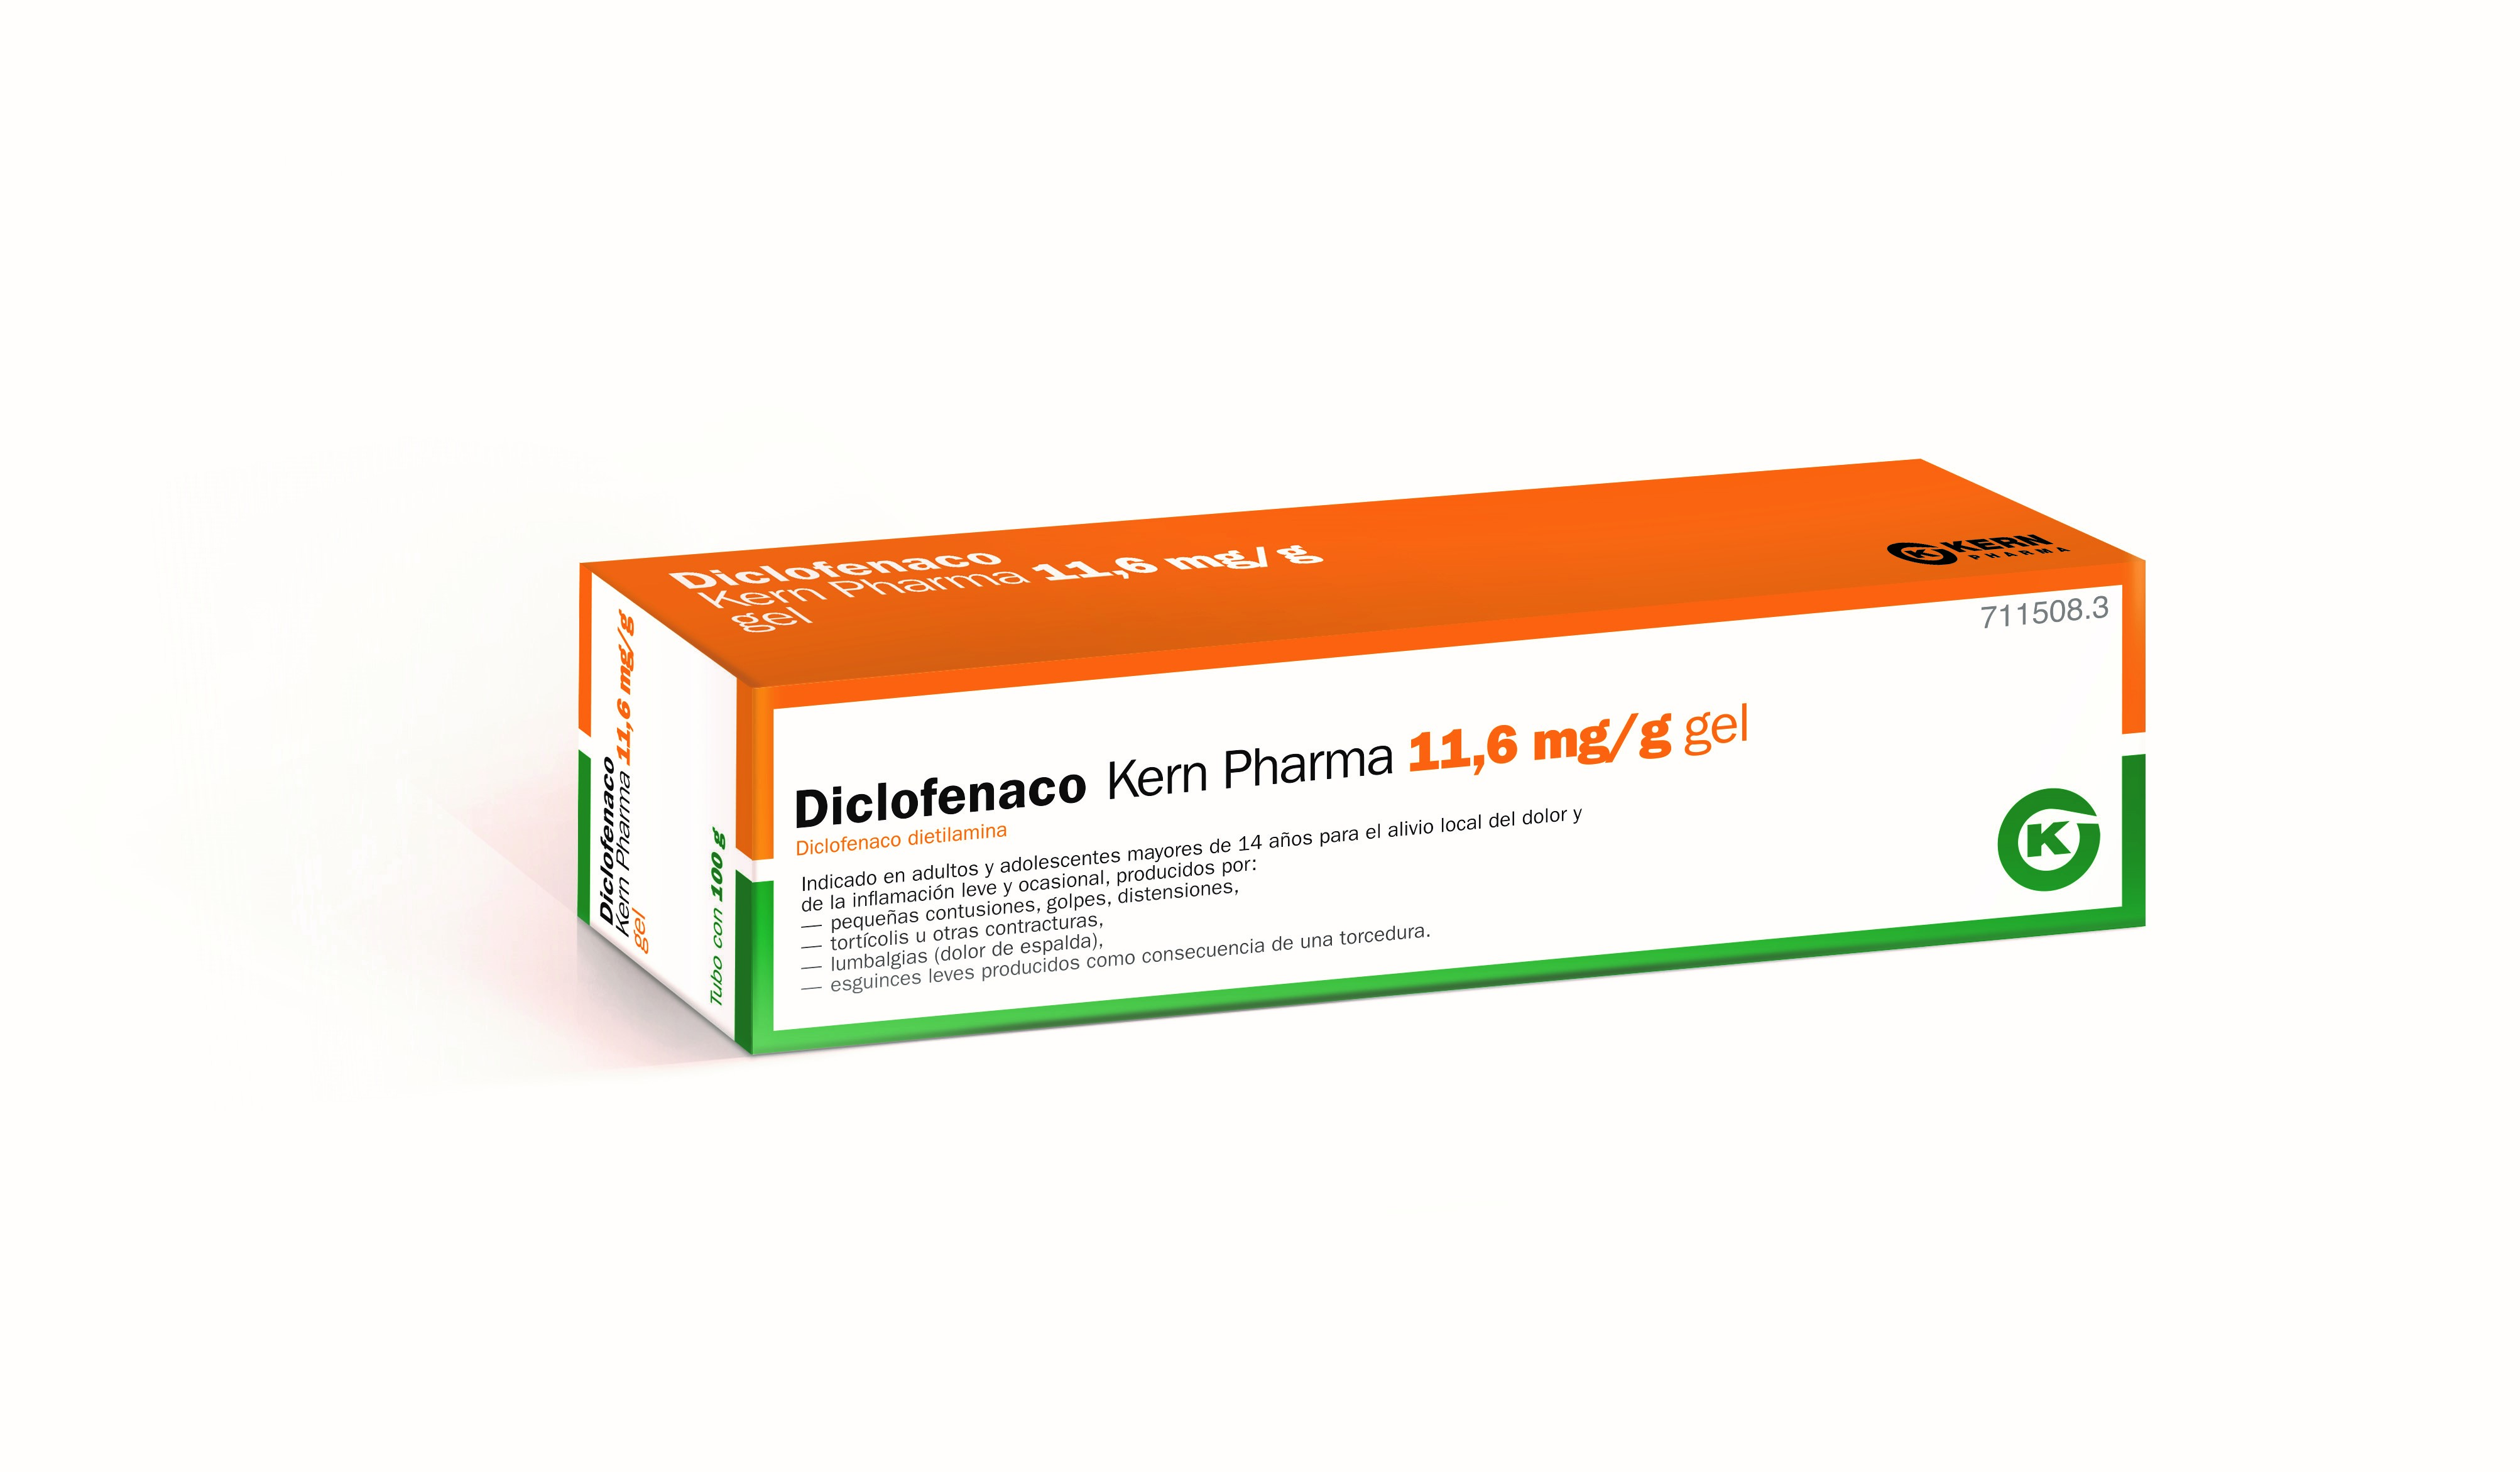 Diclofenaco
Kern Pharma 11,6 mg/g
gel
K KERN
PHARMA
Diclofenaco
Kern Pharma 11,6 mg/g
gel
Tubo con 100 g
711508.3
Diclofenaco Kern Pharma 11,6 mg/g gel
Diclofenaco dietilamina
Indicado en adultos y adolescentes mayores de 14 años para el alivio local del dolor y
de la inflamación leve y ocasional, producidos por:
— pequeñas contusiones, golpes, distensiones,
— tortícolis u otras contracturas,
— lumbalgias (dolor de espalda),
— esguinces leves producidos como consecuencia de una torcedura.
K